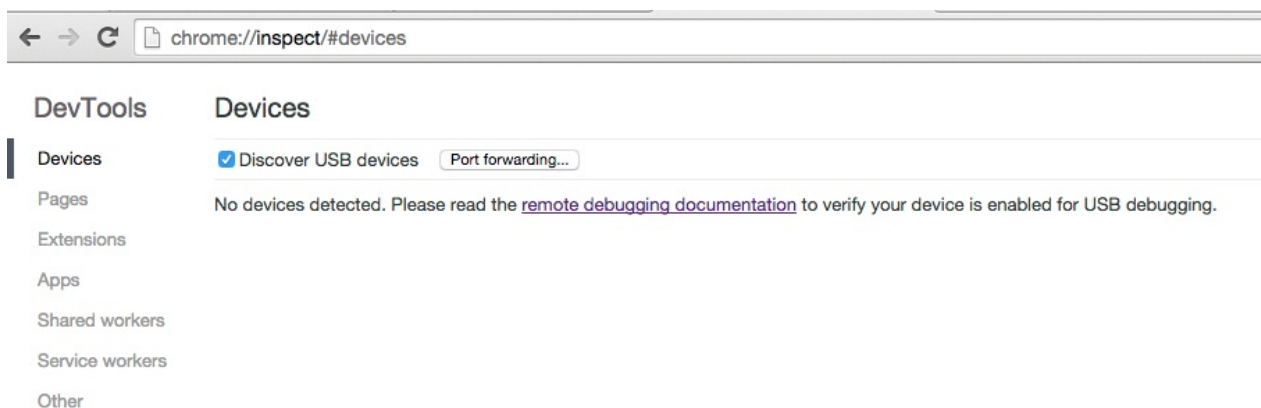 chrome://inspect/#devices
DevTools
Devices
Devices
Discover USB devices Port forwarding...
Pages
No devices detected. Please read the remote debugging documentation to verify your device is enabled for USB debugging.
Extensions
Apps
Shared workers
Service workers
Other